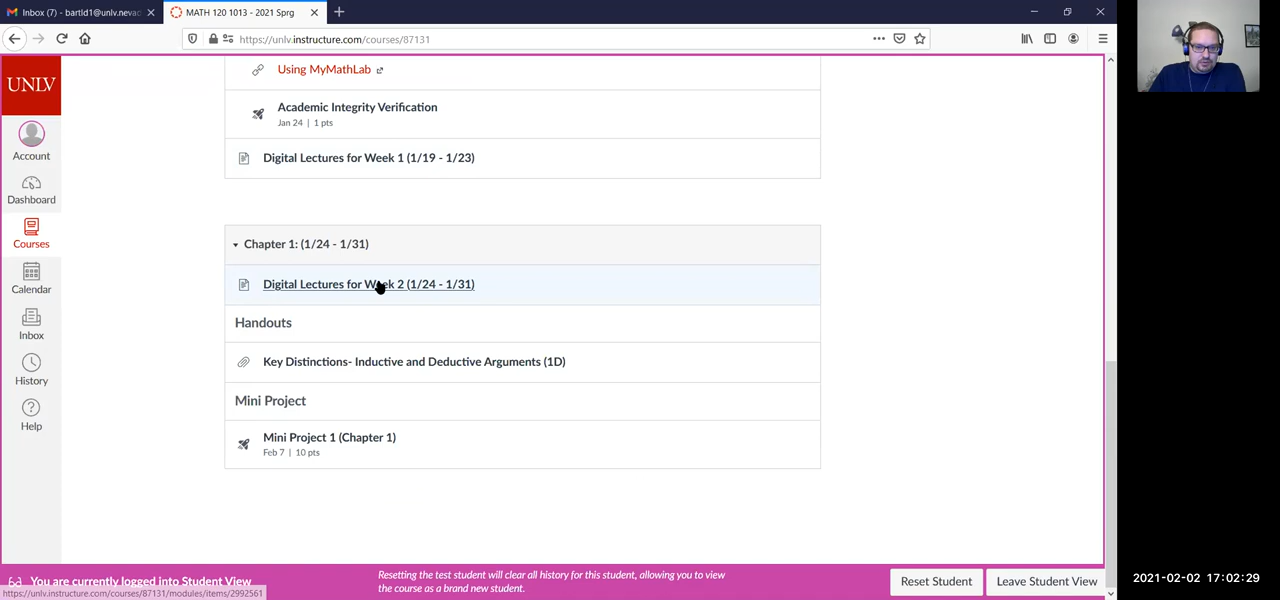 Inbox (7) - bartld1@unlv.nevad
MATH 120 1013 - 2021 Sprg
https://unlv.instructure.com/courses/87131
UNLV
Account
Dashboard
Courses
Calendar
Inbox
History
Help
Using MyMathLab
Academic Integrity Verification
Jan 24 | 1 pts
Digital Lectures for Week 1 (1/19 - 1/23)
Chapter 1: (1/24 - 1/31)
Digital Lectures for Week 2 (1/24 - 1/31)
Handouts
Key Distinctions- Inductive and Deductive Arguments (1D)
Mini Project
Mini Project 1 (Chapter 1)
Feb 7 | 10 pts
You are currently logged into Student View
Resetting the test student will clear all history for this student, allowing you to view
the course as a brand new student.
Reset Student
Leave Student View
https://unlv.instructure.com/courses/87131/modules/items/2992561
2021-02-02 17:02:29